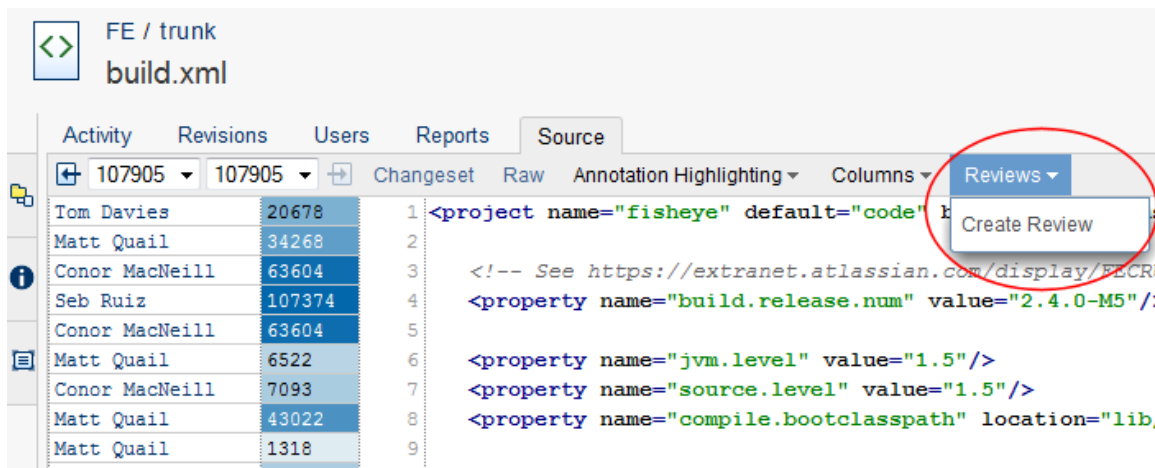 FE / trunk
build.xml
Activity Revisions Users Reports Source
107905 107905 Changeset Raw Annotation Highlighting Columns Reviews
Create Review
Tom Davies 20678 1 <project name="fisheye" default="code"
Matt Quail 34268 2
Conor MacNeill 63604 3 <!-- See https://extranet.atlassian.com/display/FECRU
Seb Ruiz 107374 4 <property name="build.release.num" value="2.4.0-M5"/>
Conor MacNeill 63604 5
Matt Quail 6522 6 <property name="jvm.level" value="1.5"/>
Conor MacNeill 7093 7 <property name="source.level" value="1.5"/>
Matt Quail 43022 8 <property name="compile.bootclasspath" location="lib
Matt Quail 1318 9